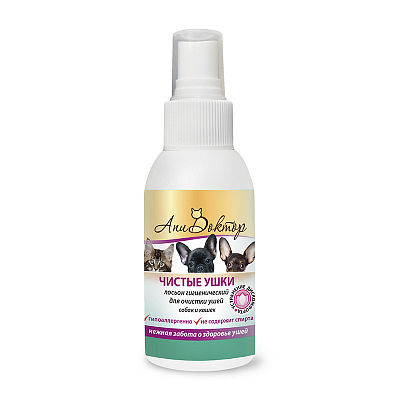 АпиДоктор
ЧИСТЫЕ УШКИ
лосьон гигиенический
для очистки ушей
собак и кошек
гипоаллергенно не содержит спирта
нежная забота о здоровье ушей